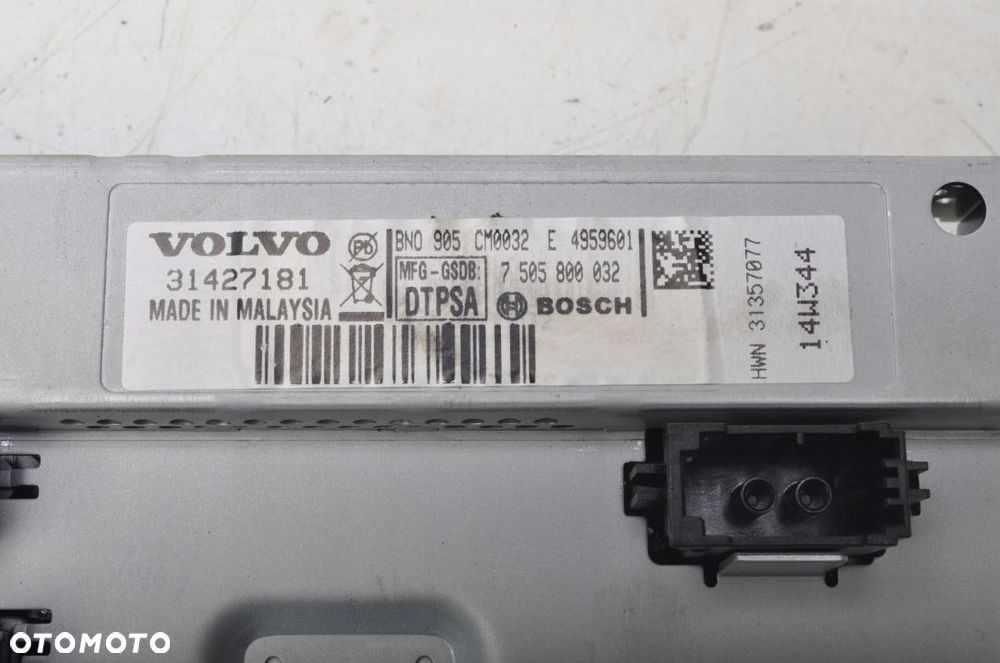 VOLVO
31427181
MADE IN MALAYSIA
Pb
BNO 905 CM0032 E 4959601
MFG-GSDB:
DTPSA
7 505 800 032
BOSCH
HWN 31357077
14W344
OTOMOTO